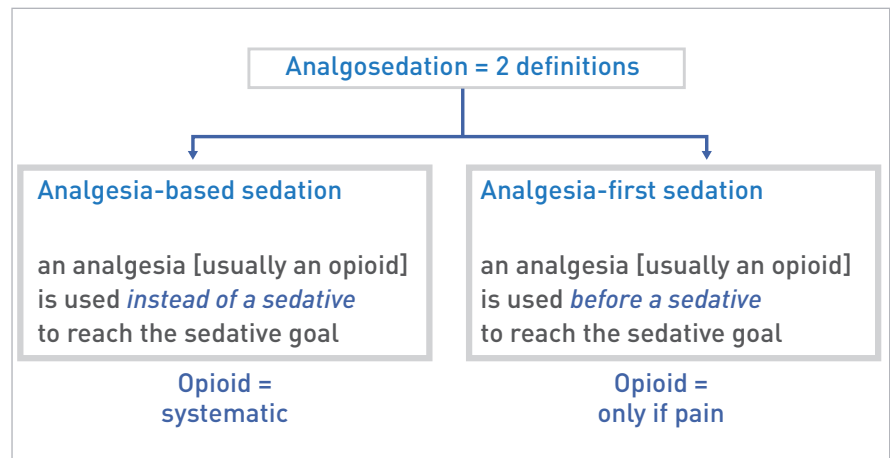 Analgosedation = 2 definitions
Analgesia-based sedation
an analgesia [usually an opioid]
is used instead of a sedative
to reach the sedative goal
Opioid =
systematic
Analgesia-first sedation
an analgesia [usually an opioid]
is used before a sedative
to reach the sedative goal
Opioid =
only if pain